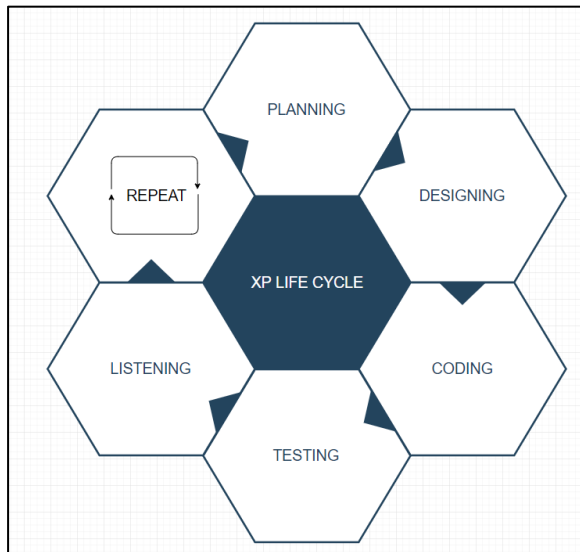 PLANNING
REPEAT
DESIGNING
XP LIFE CYCLE
LISTENING
CODING
TESTING